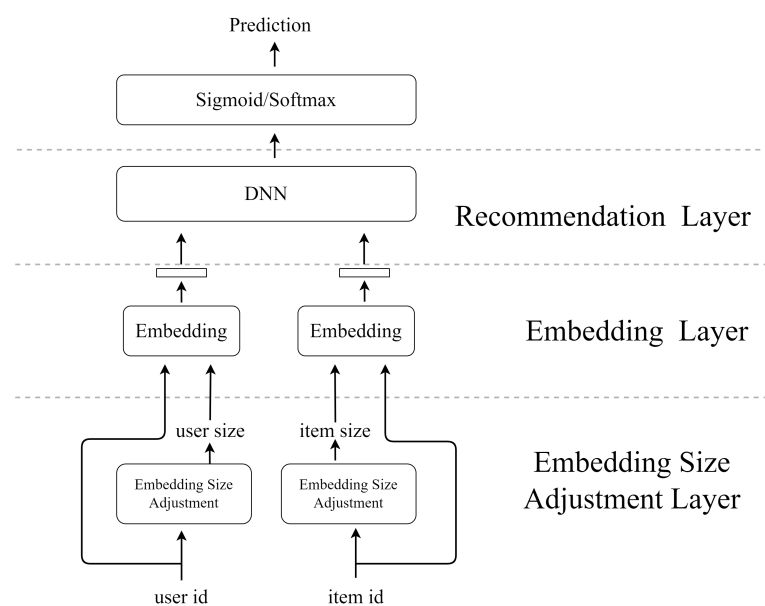 Prediction
Sigmoid/Softmax
DNN
Recommendation Layer
Embedding
Embedding
Embedding Layer
user size
item size
Embedding Size
Adjustment
Embedding Size
Adjustment
Embedding Size
Adjustment Layer
user id
item id